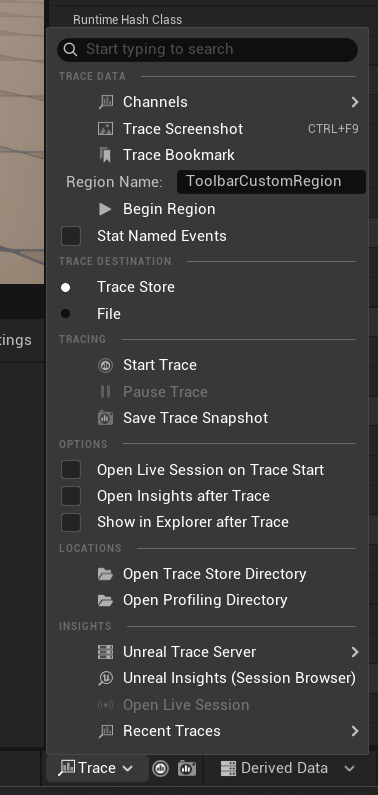 Runtime Hash Class
Start typing to search
TRACE DATA
Channels
Trace Screenshot CTRL+F9
Trace Bookmark
Region Name: ToolbarCustomRegion
Begin Region
Stat Named Events
TRACE DESTINATION
Trace Store
File
tings
TRACING
Start Trace
Pause Trace
Save Trace Snapshot
OPTIONS
Open Live Session on Trace Start
Open Insights after Trace
Show in Explorer after Trace
LOCATIONS
Open Trace Store Directory
Open Profiling Directory
INSIGHTS
Unreal Trace Server
Unreal Insights (Session Browser)
Open Live Session
Recent Traces
Trace Derived Data